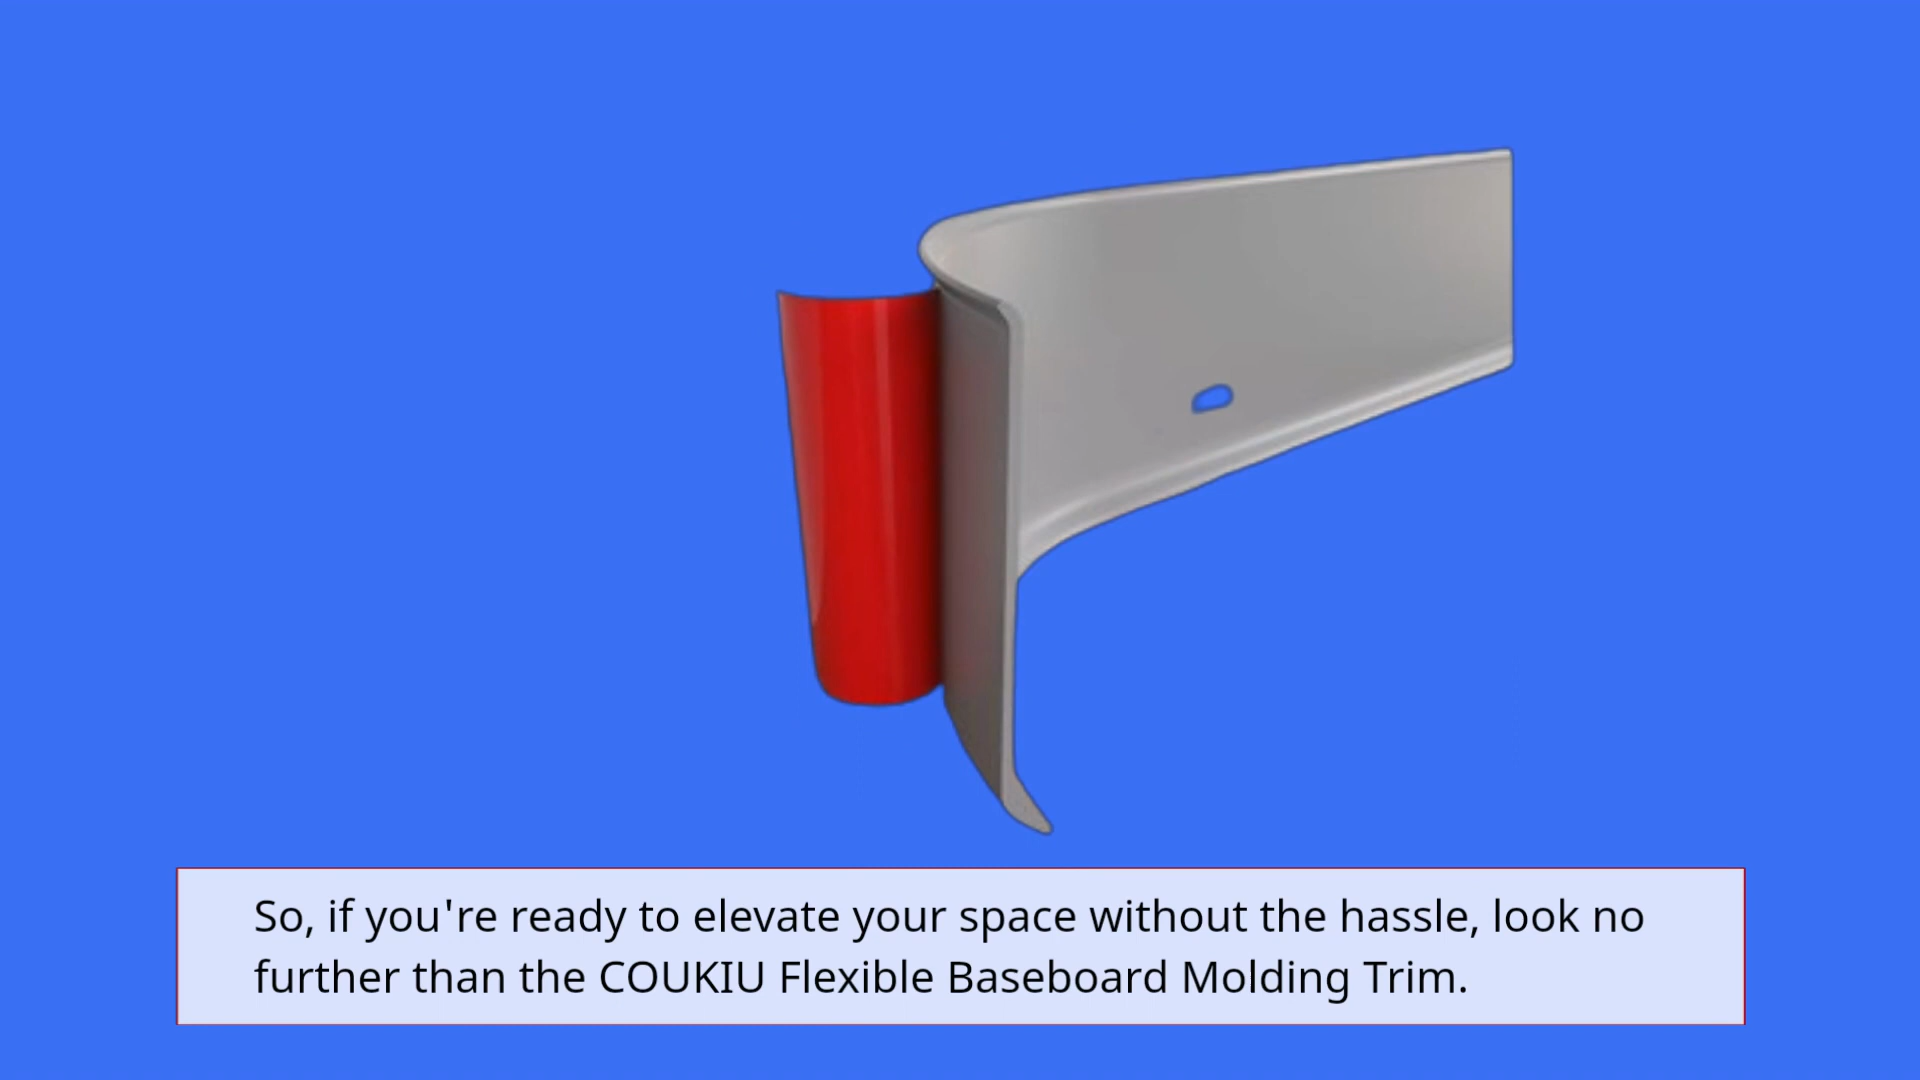 So, if you're ready to elevate your space without the hassle, look no
further than the COUKIU Flexible Baseboard Molding Trim.